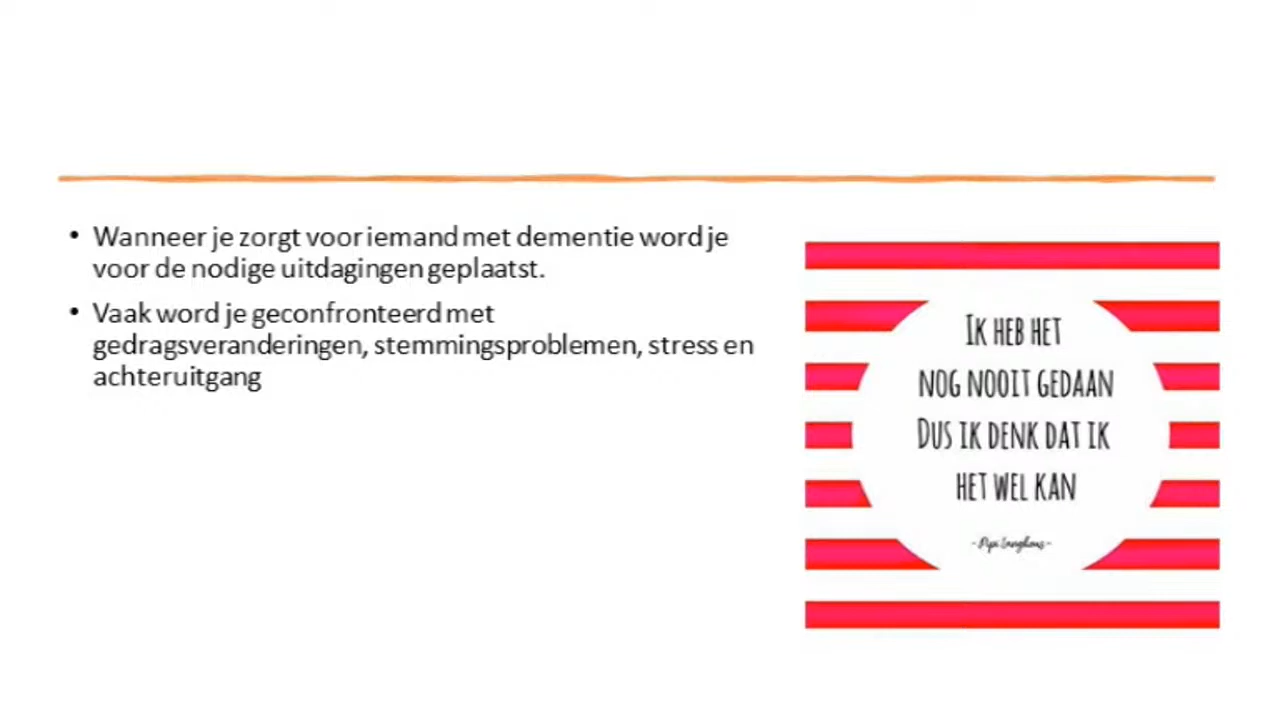 • Wanneer je zorgt voor iemand met dementie word je
voor de nodige uitdagingen geplaatst.
• Vaak word je geconfronteerd met
gedragsveranderingen, stemmingsproblemen, stress en
achteruitgang
IK HEB HET
NOG NOOIT GEDAAN
DUS IK DENK DAT IK
HET WEL KAN
-Pipi Langkous-